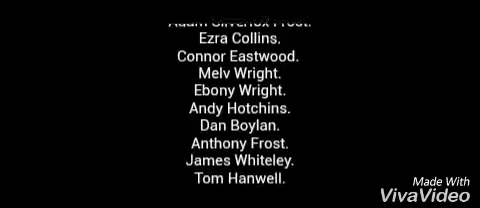 Ezra Collins.
Connor Eastwood.
Melv Wright.
Ebony Wright.
Andy Hotchins.
Dan Boylan.
Anthony Frost.
James Whiteley.
Tom Hanwell.
Made With
VivaVideo